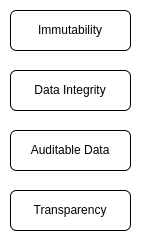 Immutability
Data Integrity
Auditable Data
Transparency